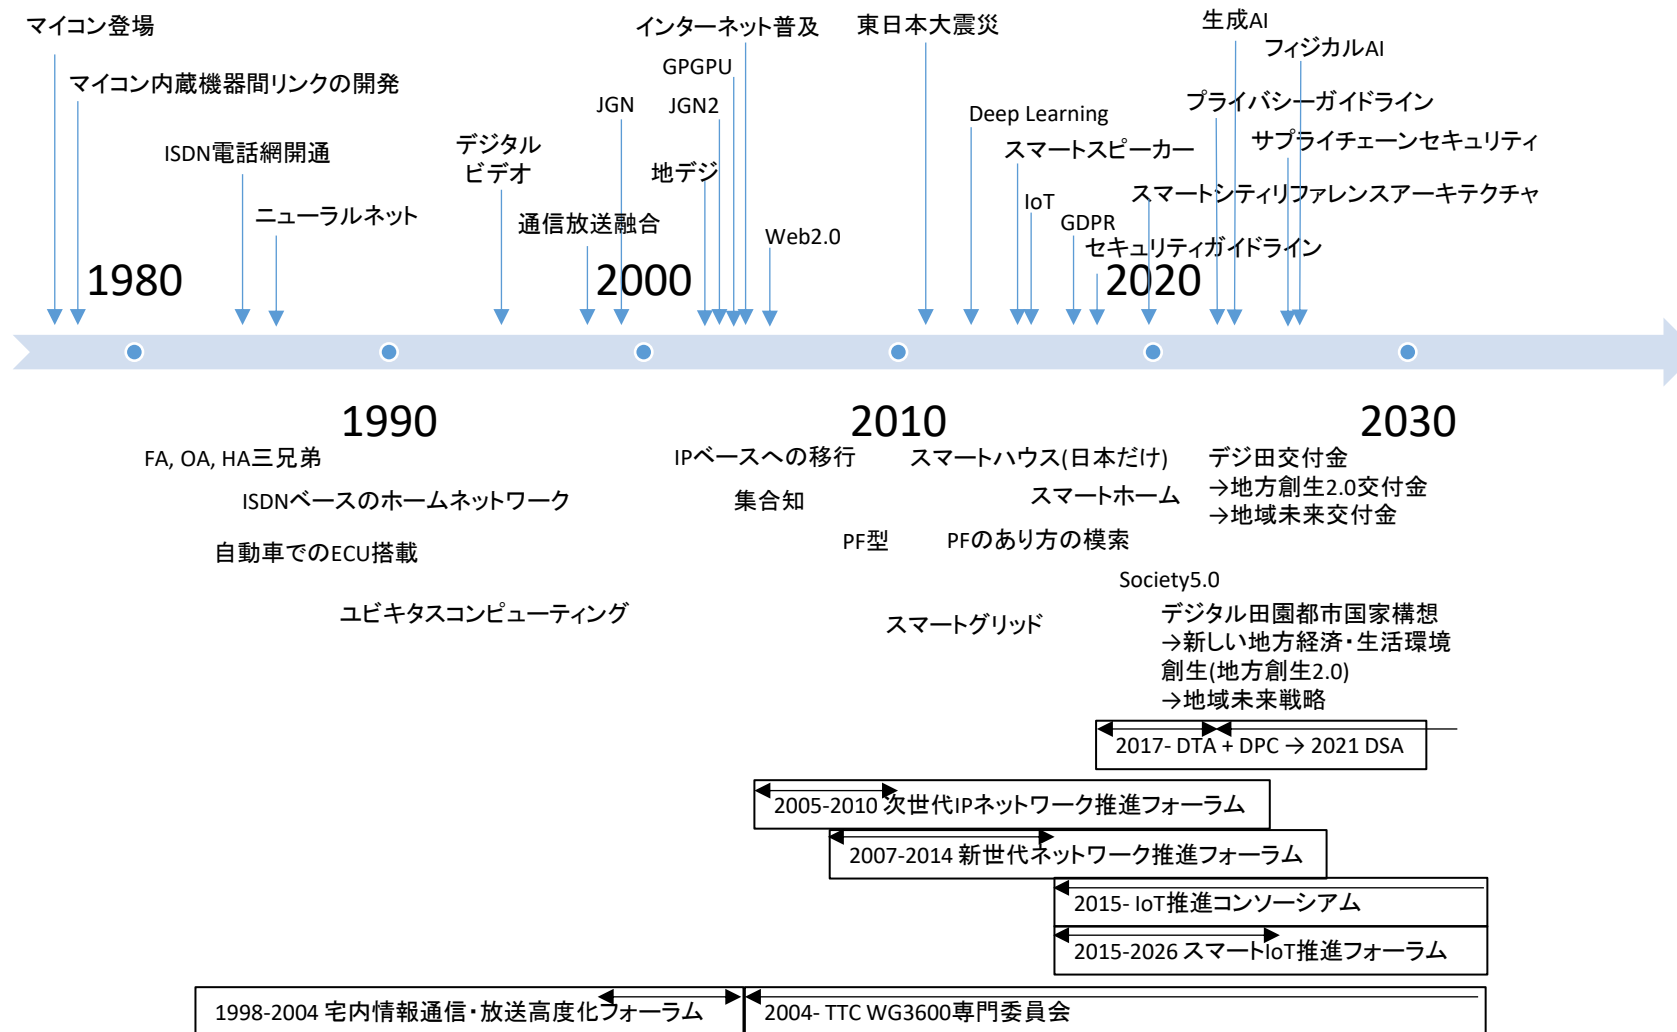 マイコン登場
インターネット普及
東日本大震災
生成AI
フィジカルAI
マイコン内蔵機器間リンクの開発
GPGPU
JGN
JGN2
Deep Learning
プライバシーガイドライン
ISDN電話網開通
デジタル
ビデオ
地デジ
スマートスピーカー
サプライチェーンセキュリティ
ニューラルネット
通信放送融合
Web2.0
IoT
スマートシティリファレンスアーキテクチャ
GDPR
セキュリティガイドライン
1980
2000
2020
1990
2010
2030
FA, OA, HA三兄弟
IPベースへの移行
スマートハウス(日本だけ)
デジ田交付金
→地方創生2.0交付金
→地域未来交付金
ISDNベースのホームネットワーク
集合知
スマートホーム
自動車でのECU搭載
PF型
PFのあり方の模索
Society5.0
ユビキタスコンピューティング
スマートグリッド
デジタル田園都市国家構想
→新しい地方経済・生活環境
創生(地方創生2.0)
→地域未来戦略
2017- DTA + DPC → 2021 DSA
2005-2010 次世代IPネットワーク推進フォーラム
2007-2014 新世代ネットワーク推進フォーラム
2015- IoT推進コンソーシアム
2015-2026 スマートIoT推進フォーラム
1998-2004 宅内情報通信・放送高度化フォーラム
2004- TTC WG3600専門委員会